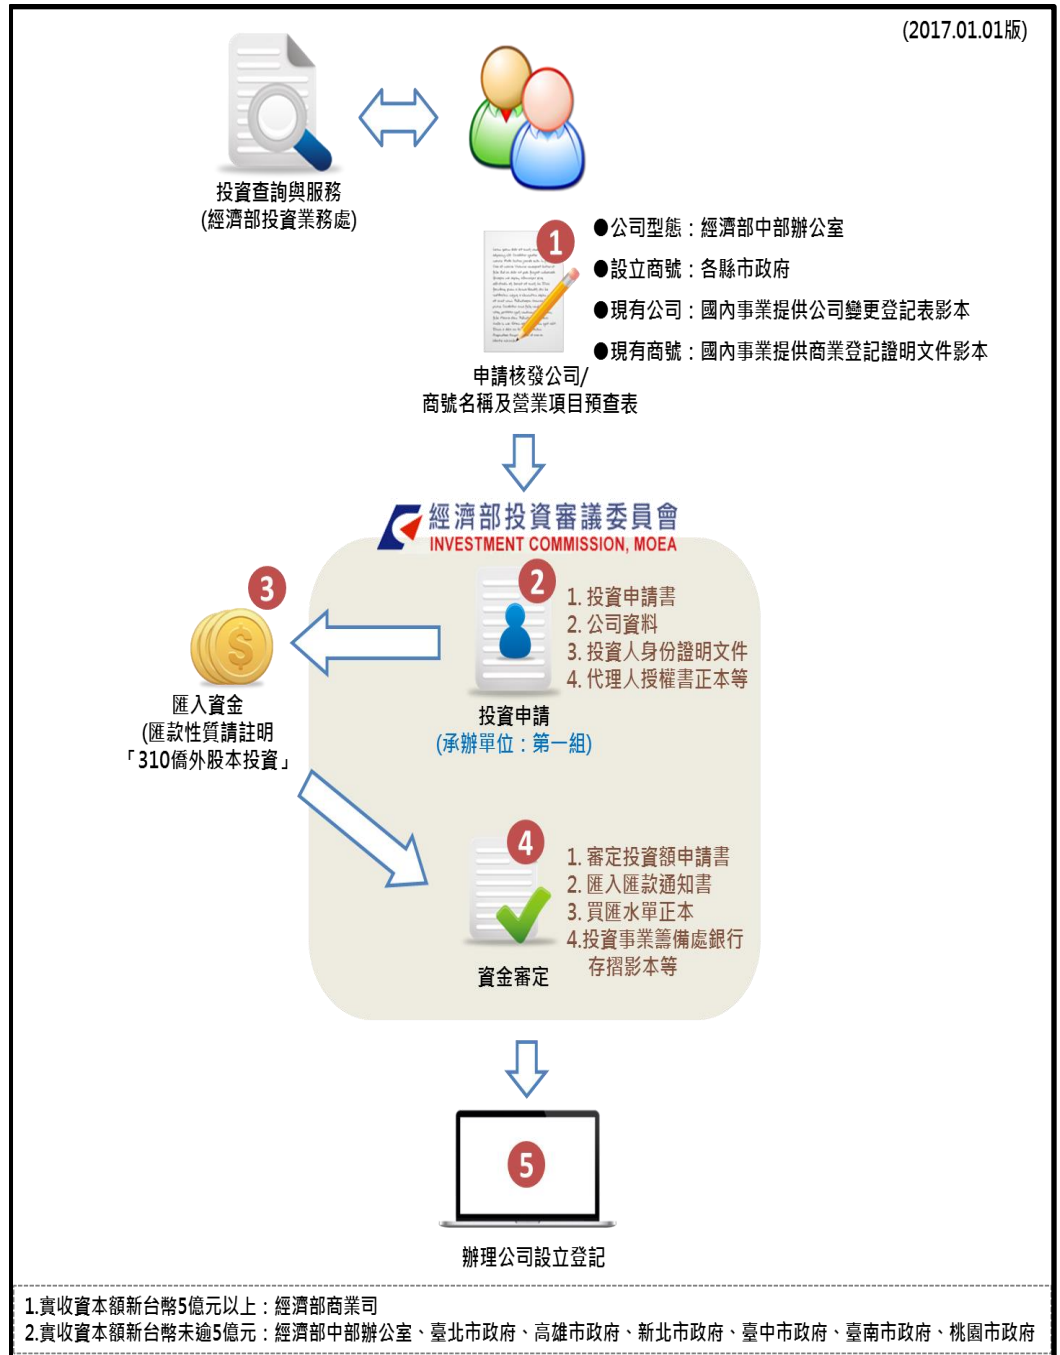 (2017.01.01版)
投資查詢與服務
(經濟部投資業務處)
1
●公司型態：經濟部中部辦公室
●設立商號：各縣市政府
●現有公司：國內事業提供公司變更登記表影本
●現有商號：國內事業提供商業登記證明文件影本
申請核發公司/
商號名稱及營業項目預查表
經濟部投資審議委員會
INVESTMENT COMMISSION, MOEA
2
1. 投資申請書
2. 公司資料
3. 投資人身份證明文件
4. 代理人授權書正本等
投資申請
(承辦單位：第一組)
3
匯入資金
(匯款性質請註明
「310僑外股本投資」
4
1. 審定投資額申請書
2. 匯入匯款通知書
3. 買匯水單正本
4.投資事業籌備處銀行
存摺影本等
資金審定
5
辦理公司設立登記
1.實收資本額新台幣5億元以上：經濟部商業司
2.實收資本額新台幣未逾5億元：經濟部中部辦公室、臺北市政府、高雄市政府、新北市政府、臺中市政府、臺南市政府、桃園市政府